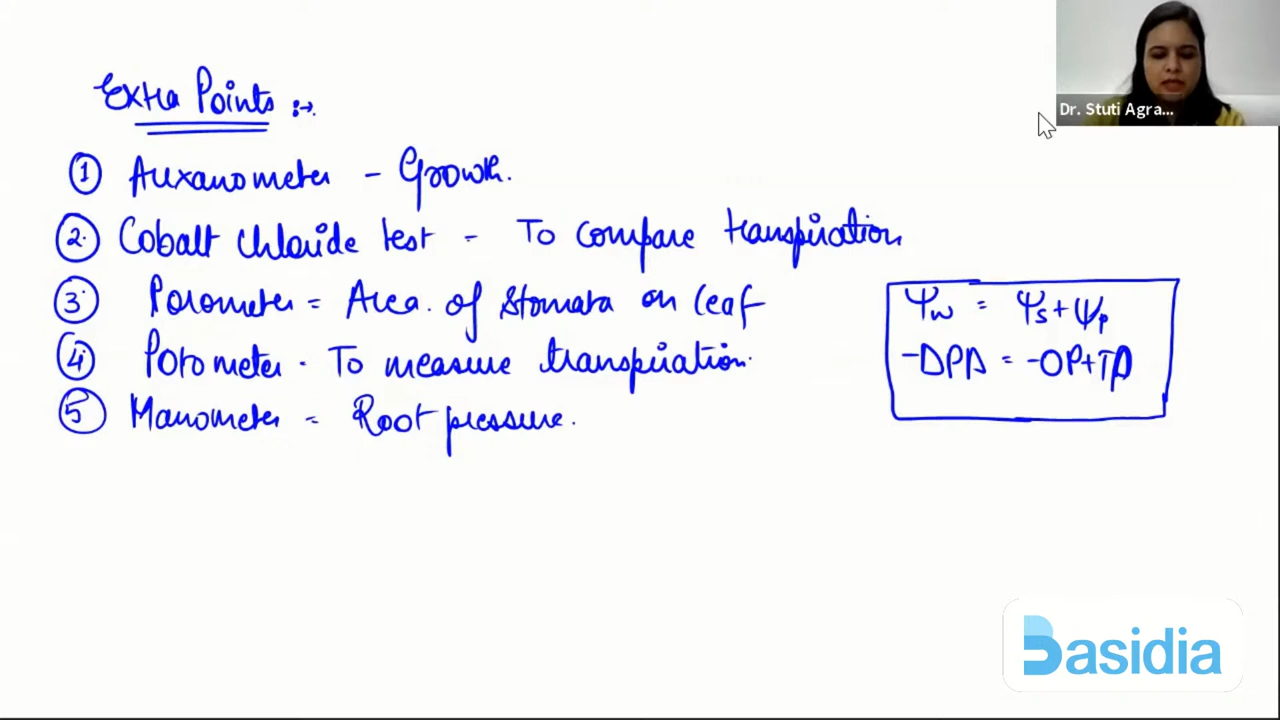 Extra Points :→
① Auxanometer - Growth.
② Cobalt Chloride test - To compare transpiration
③ Porometer = Area. of stomata on leaf
④ Potometer - To measure transpiration.
⑤ Manometer = Root pressure.
Ψw = Ψs + Ψp
-DPD = -OP+TP
Dr. Stuti Agra...
Basidia